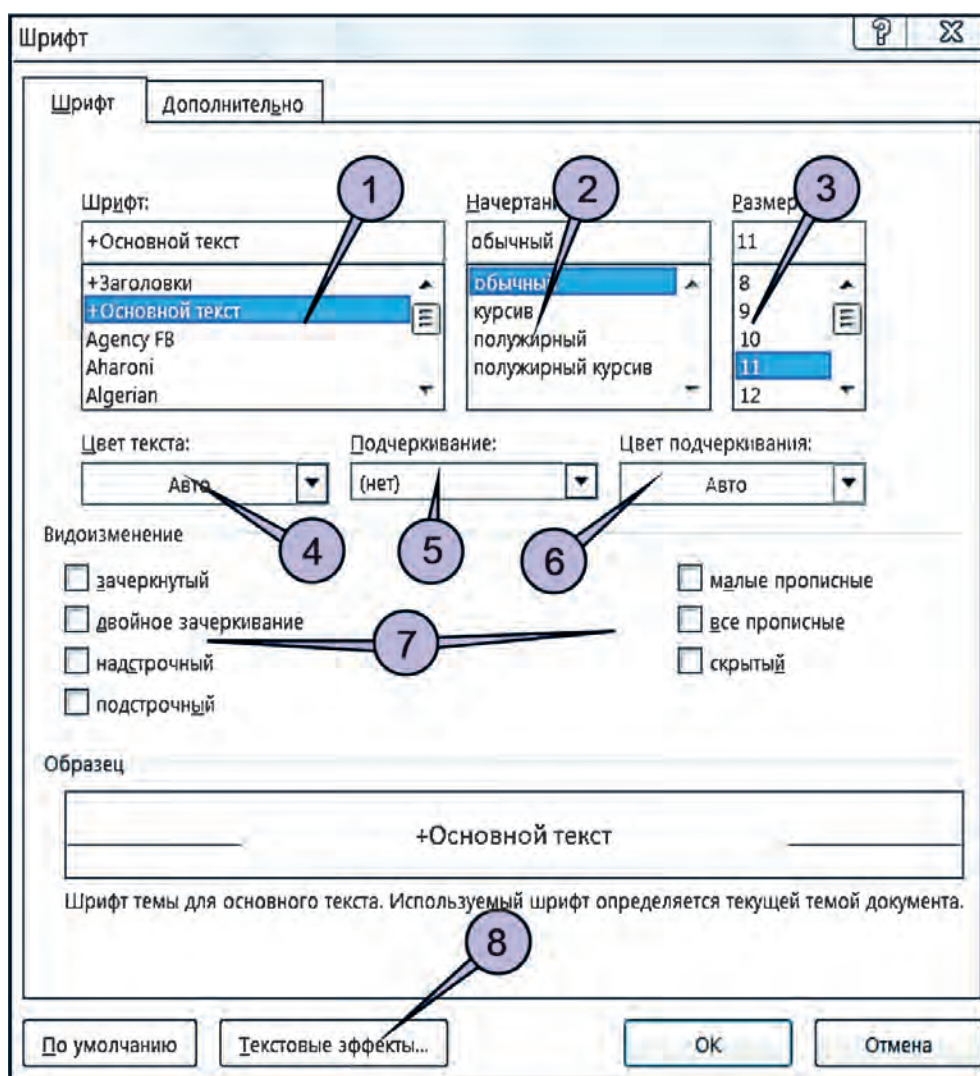 Шрифт
Шрифт Дополнительно
1 2 3
Шрифт: Начертани Размер
+Основной текст обычный 11
+Заголовки обычный 8
+Основной текст курсив 9
Agency FB полужирный 10
Aharoni полужирный курсив 11
Algerian 12
Цвет текста: Подчеркивание: Цвет подчеркивания:
Авто (нет) Авто
4 5 6
Видоизменение
зачеркнутый малые прописные
двойное зачеркивание все прописные
7
надстрочный скрытый
подстрочный
Образец
+Основной текст
Шрифт темы для основного текста. Используемый шрифт определяется текущей темой документа.
8
По умолчанию Текстовые эффекты... ОК Отмена